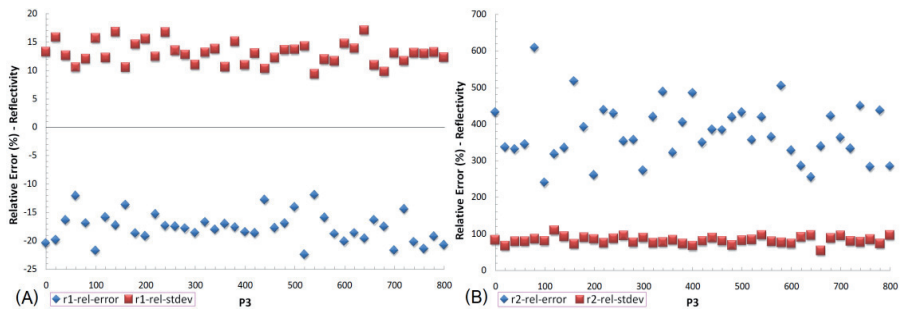 Relative Error (%) - Reflectivity
20
15
10
5
0
-5
-10
-15
-20
-25
0 100 200 300 400 500 600 700 800
P3
r1-rel-error r1-rel-stdev
(A)
Relative Error (%) - Reflectivity
700
600
500
400
300
200
100
0
0 100 200 300 400 500 600 700 800
P3
r2-rel-error r2-rel-stdev
(B)